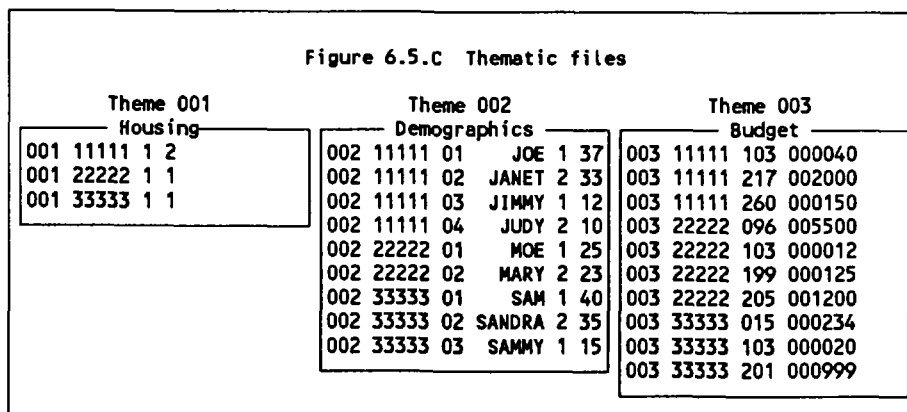 Figure 6.5.C Thematic files
Theme 001
Housing
001 11111 1 2
001 22222 1 1
001 33333 1 1
Theme 002
Demographics
002 11111 01 JOE 1 37
002 11111 02 JANET 2 33
002 11111 03 JIMMY 1 12
002 11111 04 JUDY 2 10
002 22222 01 MOE 1 25
002 22222 02 MARY 2 23
002 33333 01 SAM 1 40
002 33333 02 SANDRA 2 35
002 33333 03 SAMMY 1 15
Theme 003
Budget
003 11111 103 000040
003 11111 217 002000
003 11111 260 000150
003 22222 096 005500
003 22222 103 000012
003 22222 199 000125
003 22222 205 001200
003 33333 015 000234
003 33333 103 000020
003 33333 201 000999